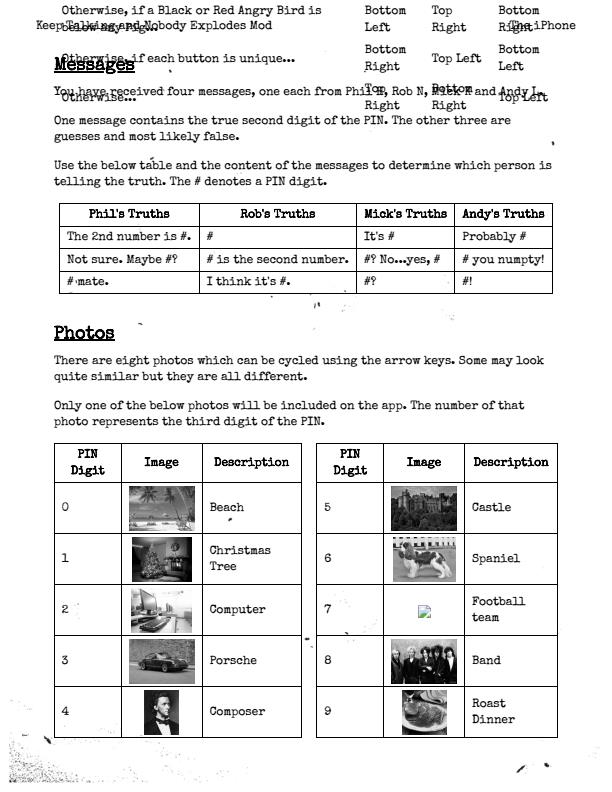 Otherwise, if a Black or Red Angry Bird is below any Pig...
Bottom Left
Top Right
Bottom Right
Keep Talking and Nobody Explodes Mod
The iPhone
Otherwise, if each button is unique...
Bottom Right
Top Left
Bottom Left
Messages
Otherwise...
Top Right
Bottom Right
Top Left
You have received four messages, one each from Phil H, Rob N, Mick T and Andy L.
One message contains the true second digit of the PIN. The other three are
guesses and most likely false.
Use the below table and the content of the messages to determine which person is
telling the truth. The # denotes a PIN digit.
Phil's Truths Rob's Truths Mick's Truths Andy's Truths
The 2nd number is #. # It's # Probably #
Not sure. Maybe #? # is the second number. #? No...yes, # # you numpty!
# mate. I think it's #. #? #!
Photos
There are eight photos which can be cycled using the arrow keys. Some may look
quite similar but they are all different.
Only one of the below photos will be included on the app. The number of that
photo represents the third digit of the PIN.
PIN Digit Image Description
0 Beach
1 Christmas Tree
2 Computer
3 Porsche
4 Composer
PIN Digit Image Description
5 Castle
6 Spaniel
7 Football team
8 Band
9 Roast Dinner